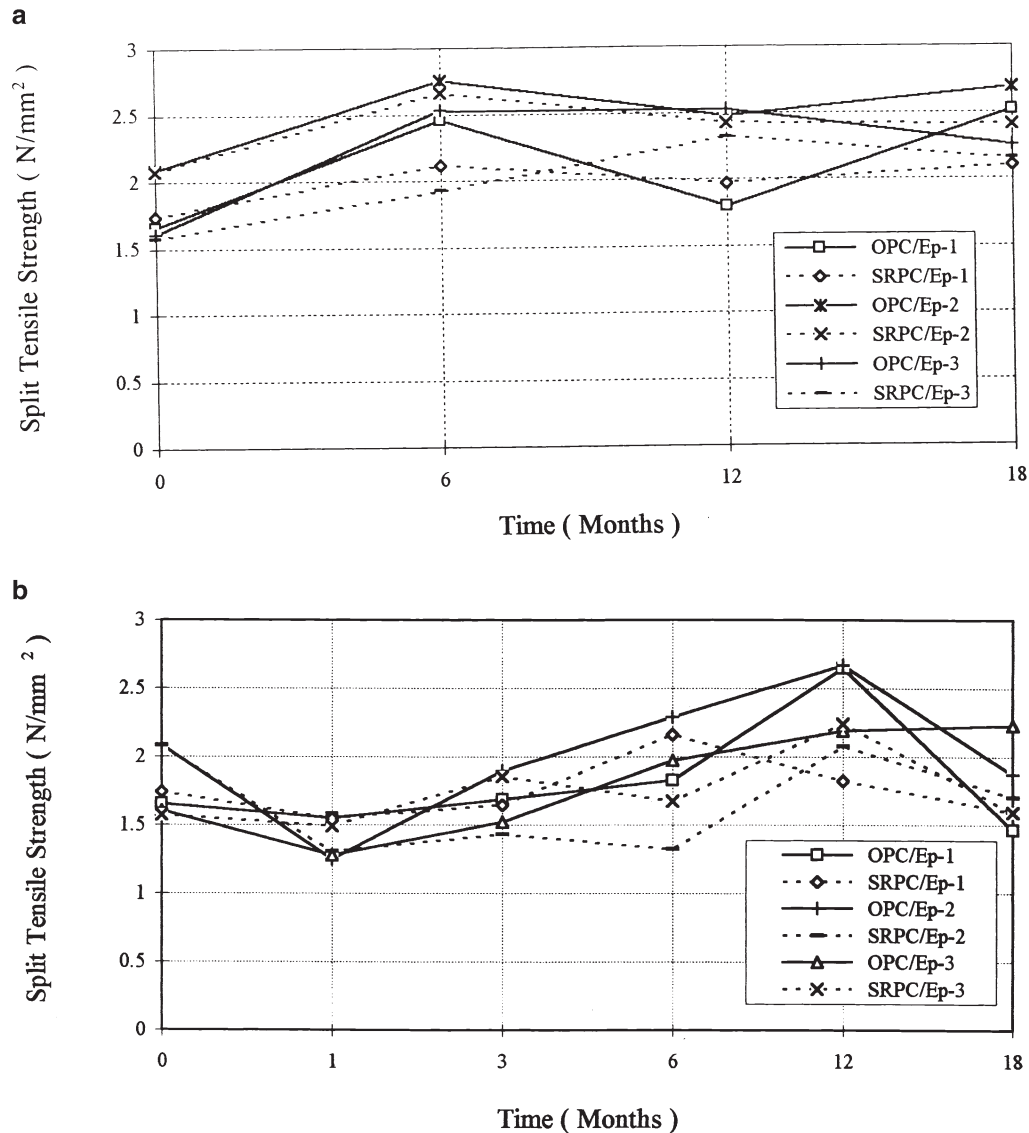 a
Split Tensile Strength ( N/mm² )
3
2.5
2
1.5
1
0.5
0
OPC/Ep-1
SRPC/Ep-1
OPC/Ep-2
SRPC/Ep-2
OPC/Ep-3
SRPC/Ep-3
0 6 12 18
Time ( Months )
b
Split Tensile Strength ( N/mm ² )
3
2.5
2
1.5
1
0.5
0
OPC/Ep-1
SRPC/Ep-1
OPC/Ep-2
SRPC/Ep-2
OPC/Ep-3
SRPC/Ep-3
0 1 3 6 12 18
Time ( Months )